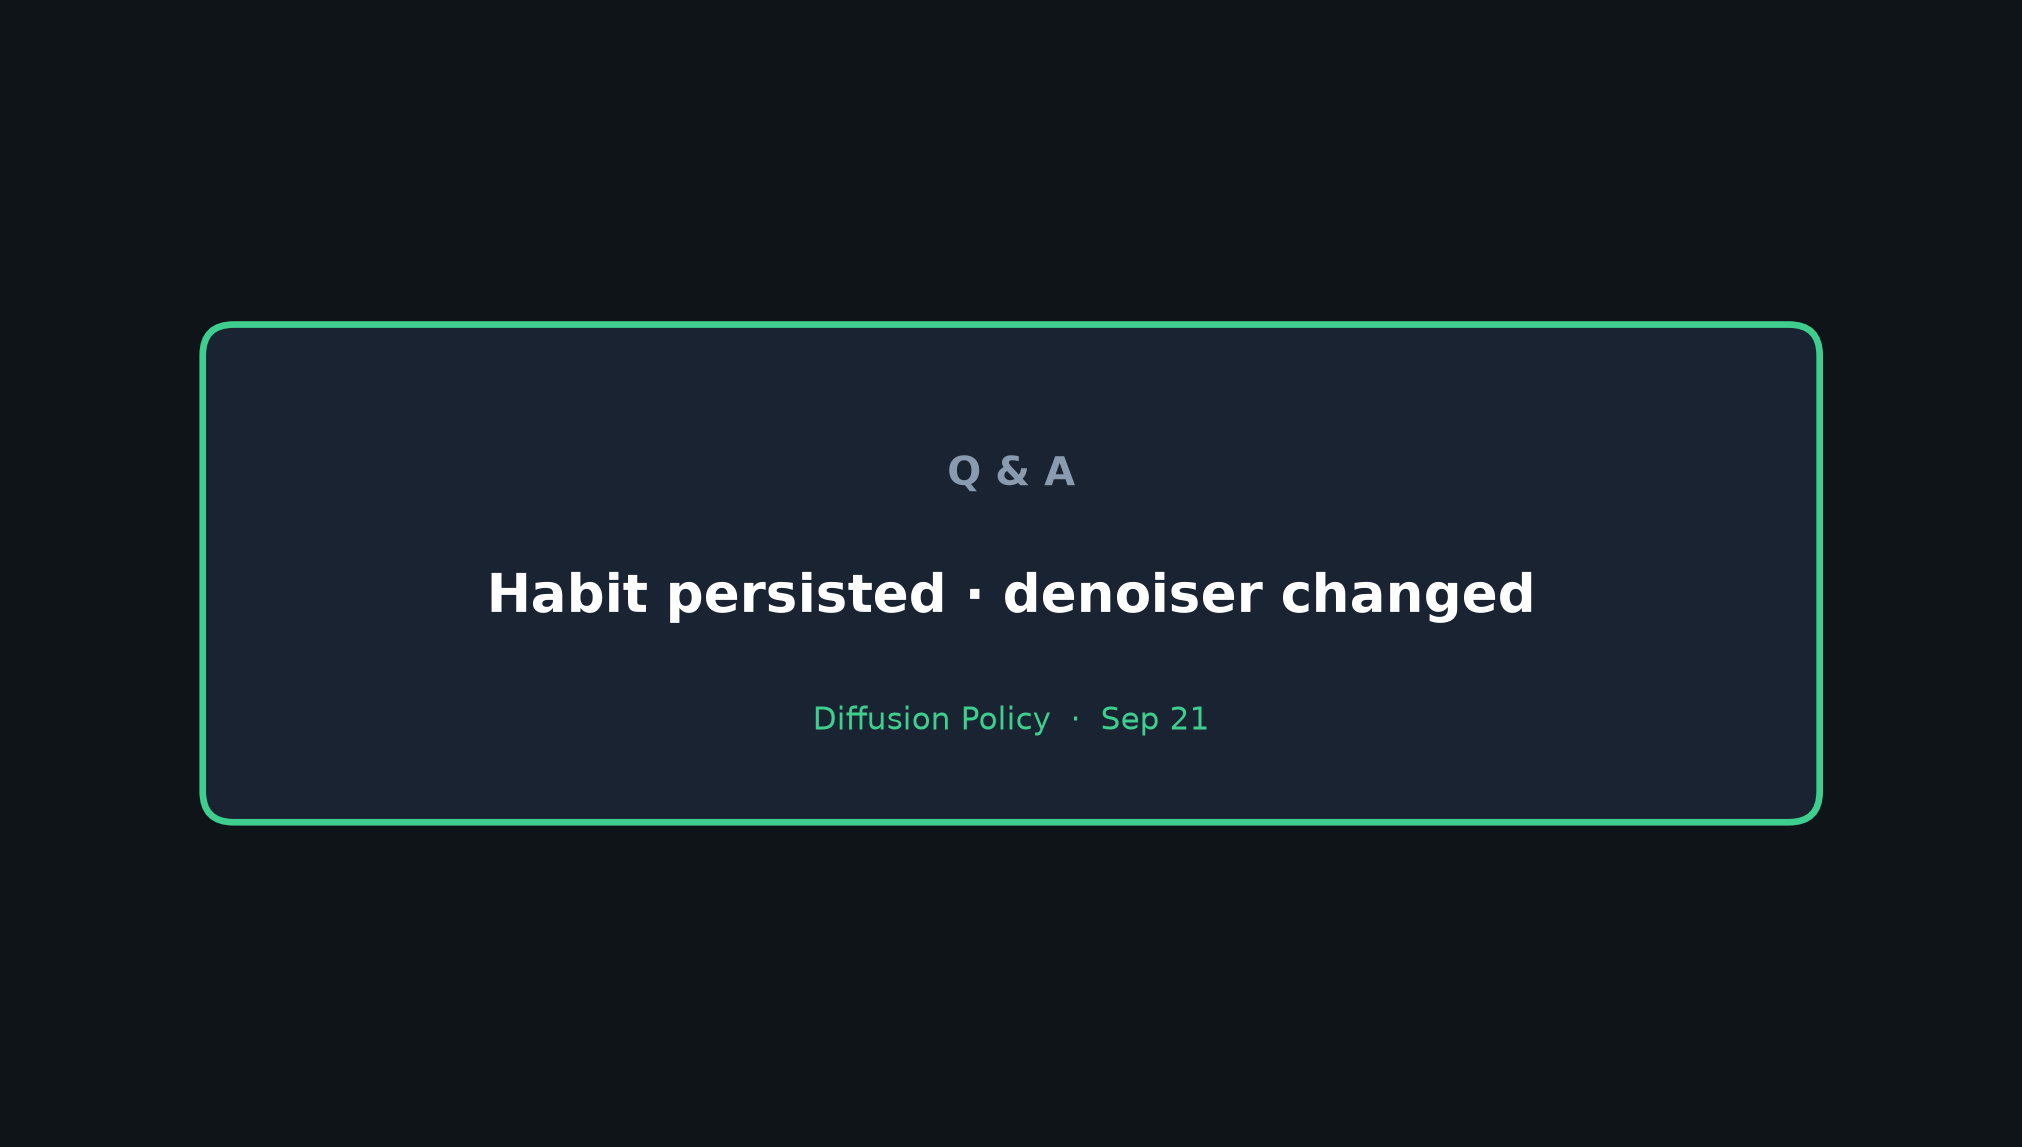 Q & A
Habit persisted · denoiser changed
Diffusion Policy · Sep 21